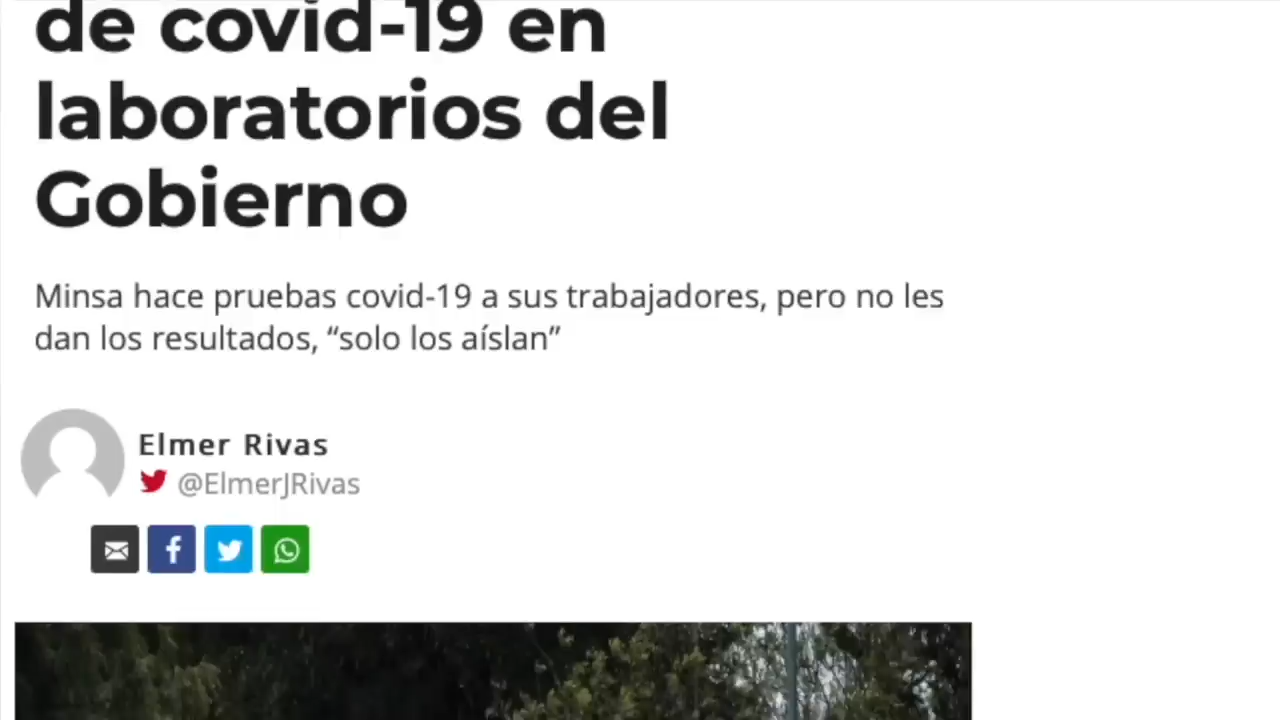 de covid-19 en
laboratorios del
Gobierno
Minsa hace pruebas covid-19 a sus trabajadores, pero no les
dan los resultados, “solo los aíslan”
Elmer Rivas
@ElmerJRivas